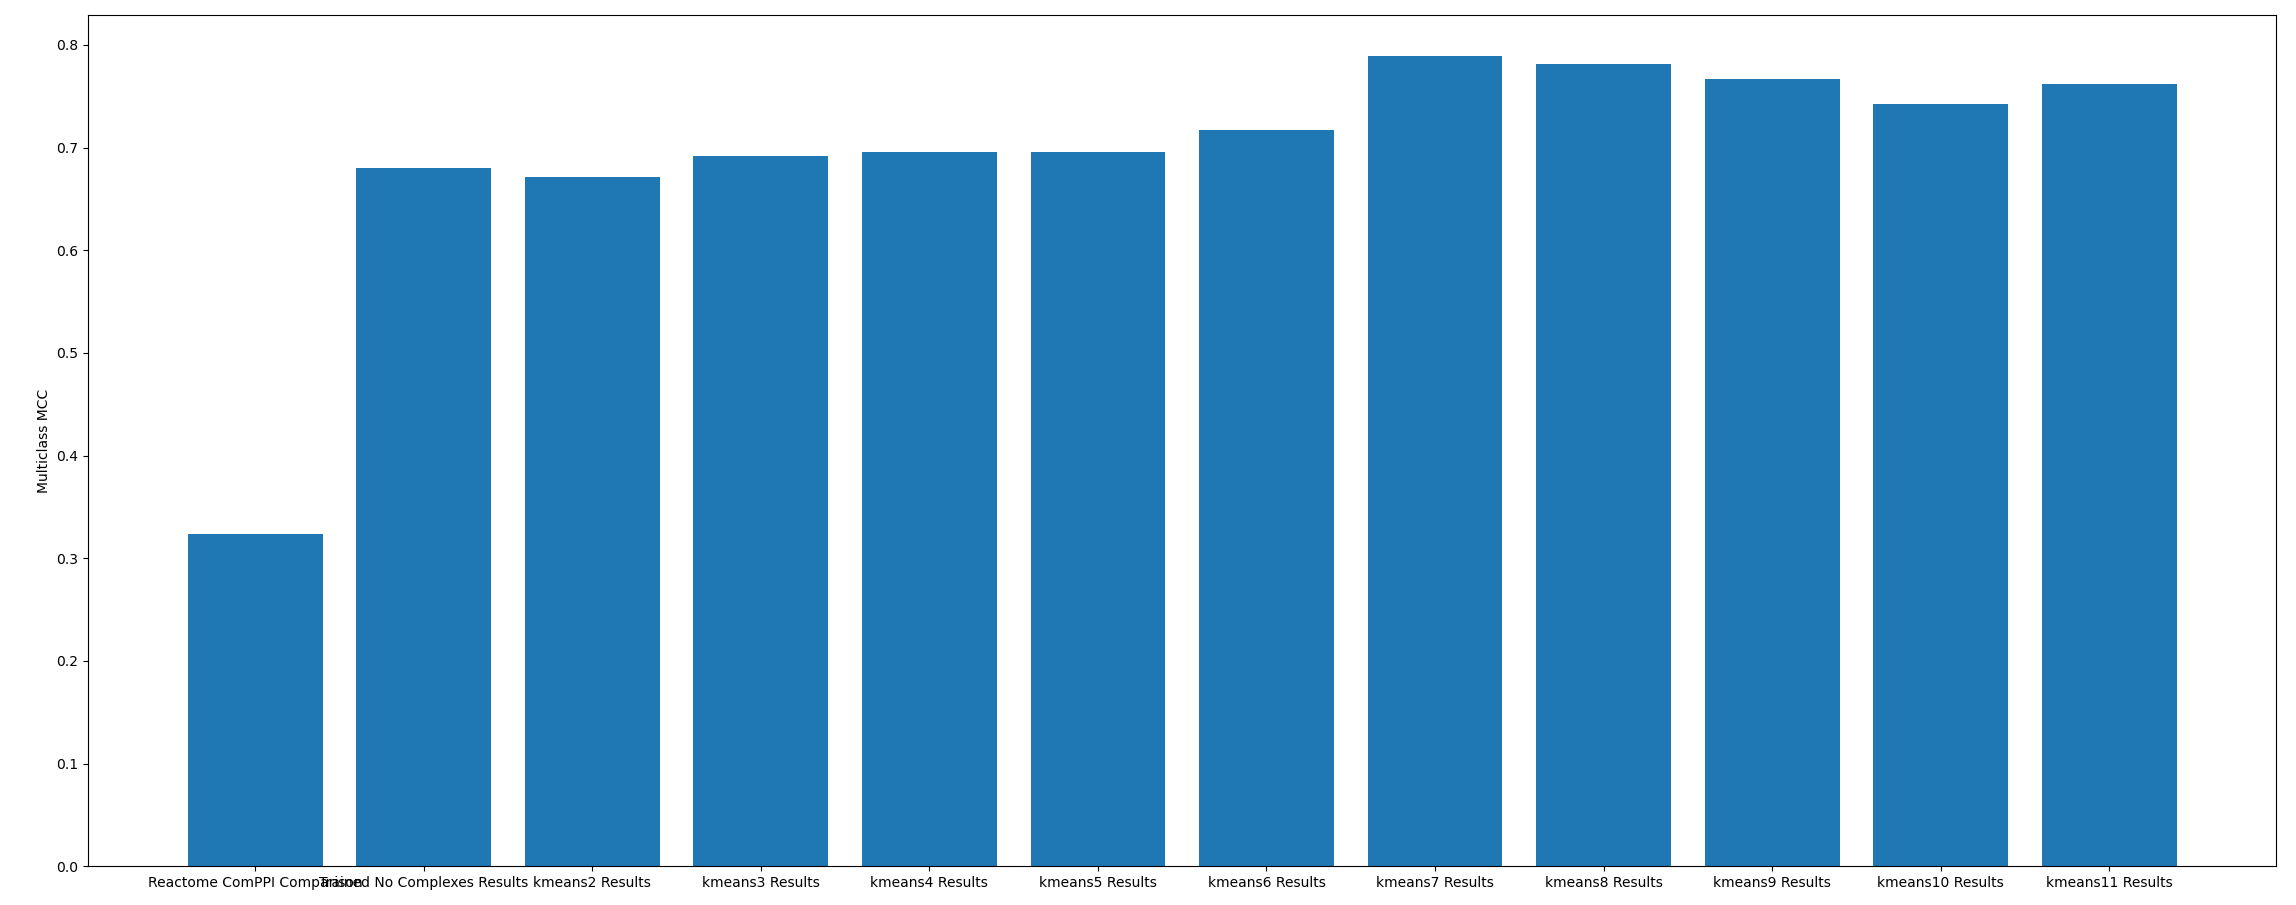 0.8
0.7
0.6
0.5
0.4
0.3
0.2
0.1
0.0
Multiclass MCC
Reactome ComPPI Comparison
Trained No Complexes Results
kmeans2 Results
kmeans3 Results
kmeans4 Results
kmeans5 Results
kmeans6 Results
kmeans7 Results
kmeans8 Results
kmeans9 Results
kmeans10 Results
kmeans11 Results